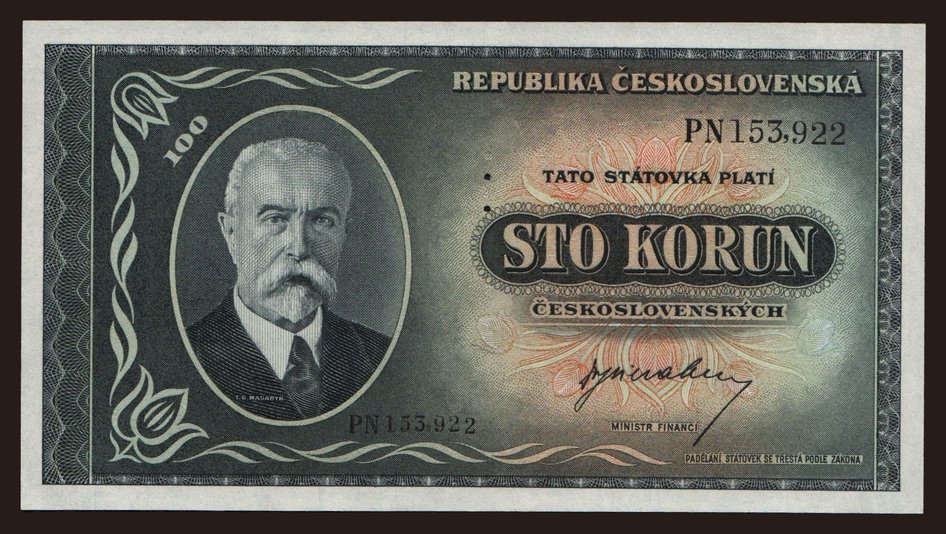 REPUBLIKA ČESKOSLOVENSKÁ
100
PN153,922
TATO STÁTOVKA PLATÍ
STO KORUN
ČESKOSLOVENSKÝCH
T. G. MASARYK
PN153,922
MINISTR FINANCÍ
PADĚLÁNÍ STÁTOVEK SE TRESTÁ PODLE ZÁKONA.